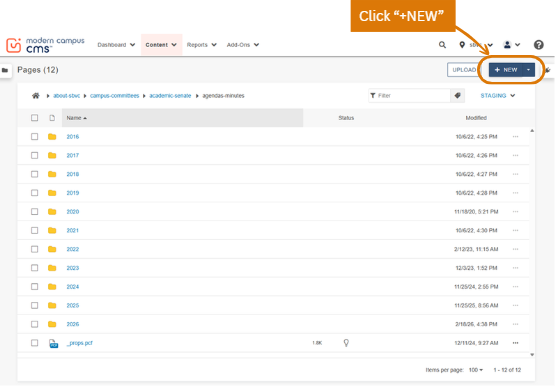 Click “+NEW”
modern campus
cms
Dashboard Content Reports Add-Ons
Pages (12)
UPLOAD + NEW
about-sbvc academic-senate campus-committees agendas-minutes
Filter STAGING
Name Status Modified
2016 10/6/22, 4:25 PM
2017 10/6/22, 4:26 PM
2018 10/6/22, 4:27 PM
2019 10/6/22, 4:28 PM
2020 11/18/20, 5:21 PM
2021 10/6/22, 4:30 PM
2022 2/12/23, 11:15 AM
2023 12/3/23, 1:52 PM
2024 11/25/24, 2:55 PM
2025 11/25/25, 8:56 AM
2026 2/18/26, 4:38 PM
_props.pcf 1.8K 12/11/24, 9:27 AM
Items per page: 100 1 - 12 of 12